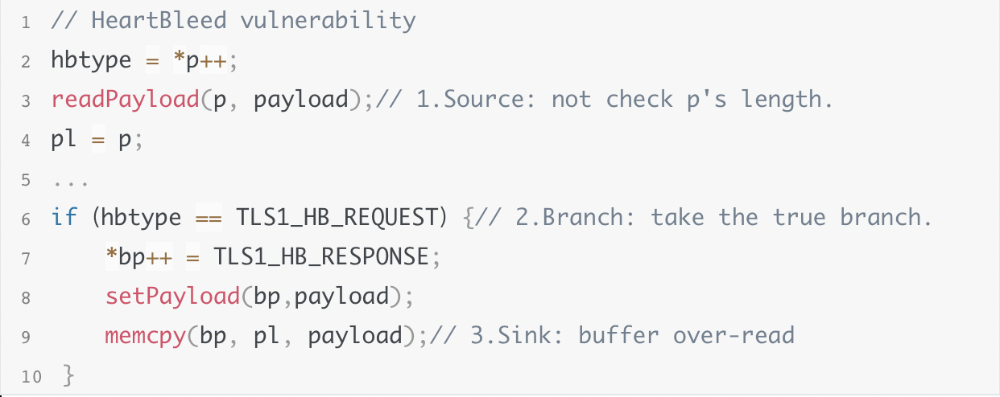 1 // HeartBleed vulnerability
2 hbtype = *p++;
3 readPayload(p, payload);// 1.Source: not check p's length.
4 pl = p;
5 ...
6 if (hbtype == TLS1_HB_REQUEST) {// 2.Branch: take the true branch.
7 *bp++ = TLS1_HB_RESPONSE;
8 setPayload(bp,payload);
9 memcpy(bp, pl, payload);// 3.Sink: buffer over-read
10 }